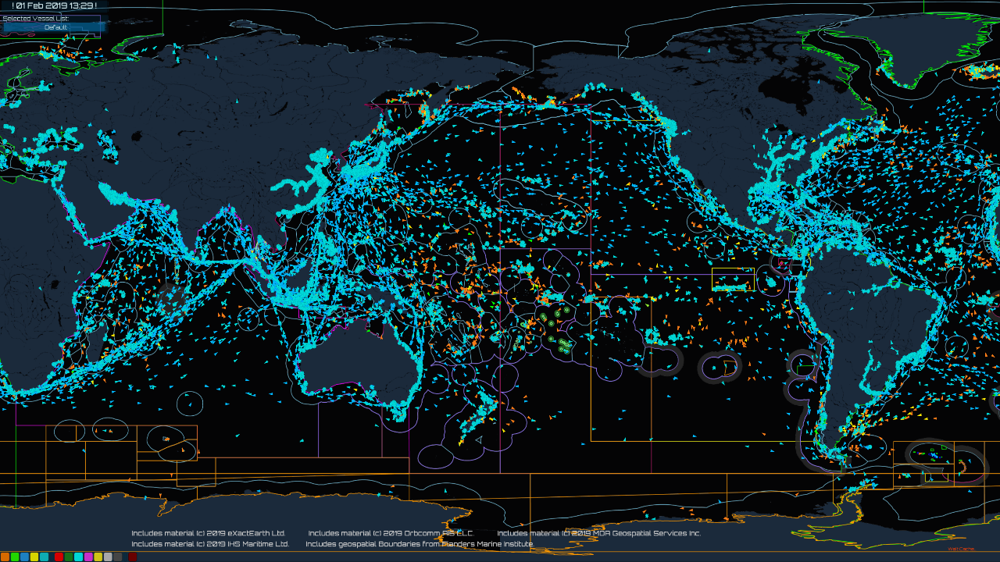 ! 01 Feb 2019 13:29 !
Selected Vessel List:
Default
Includes material (c) 2019 eXactEarth Ltd. Includes material (c) 2019 Orbcomm AIS LLC. Includes material (c) 2019 MDA Geospatial Services Inc.
Includes material (c) 2019 IHS Maritime Ltd. Includes geospatial Boundaries from Flanders Marine Institute
Wait Cache...